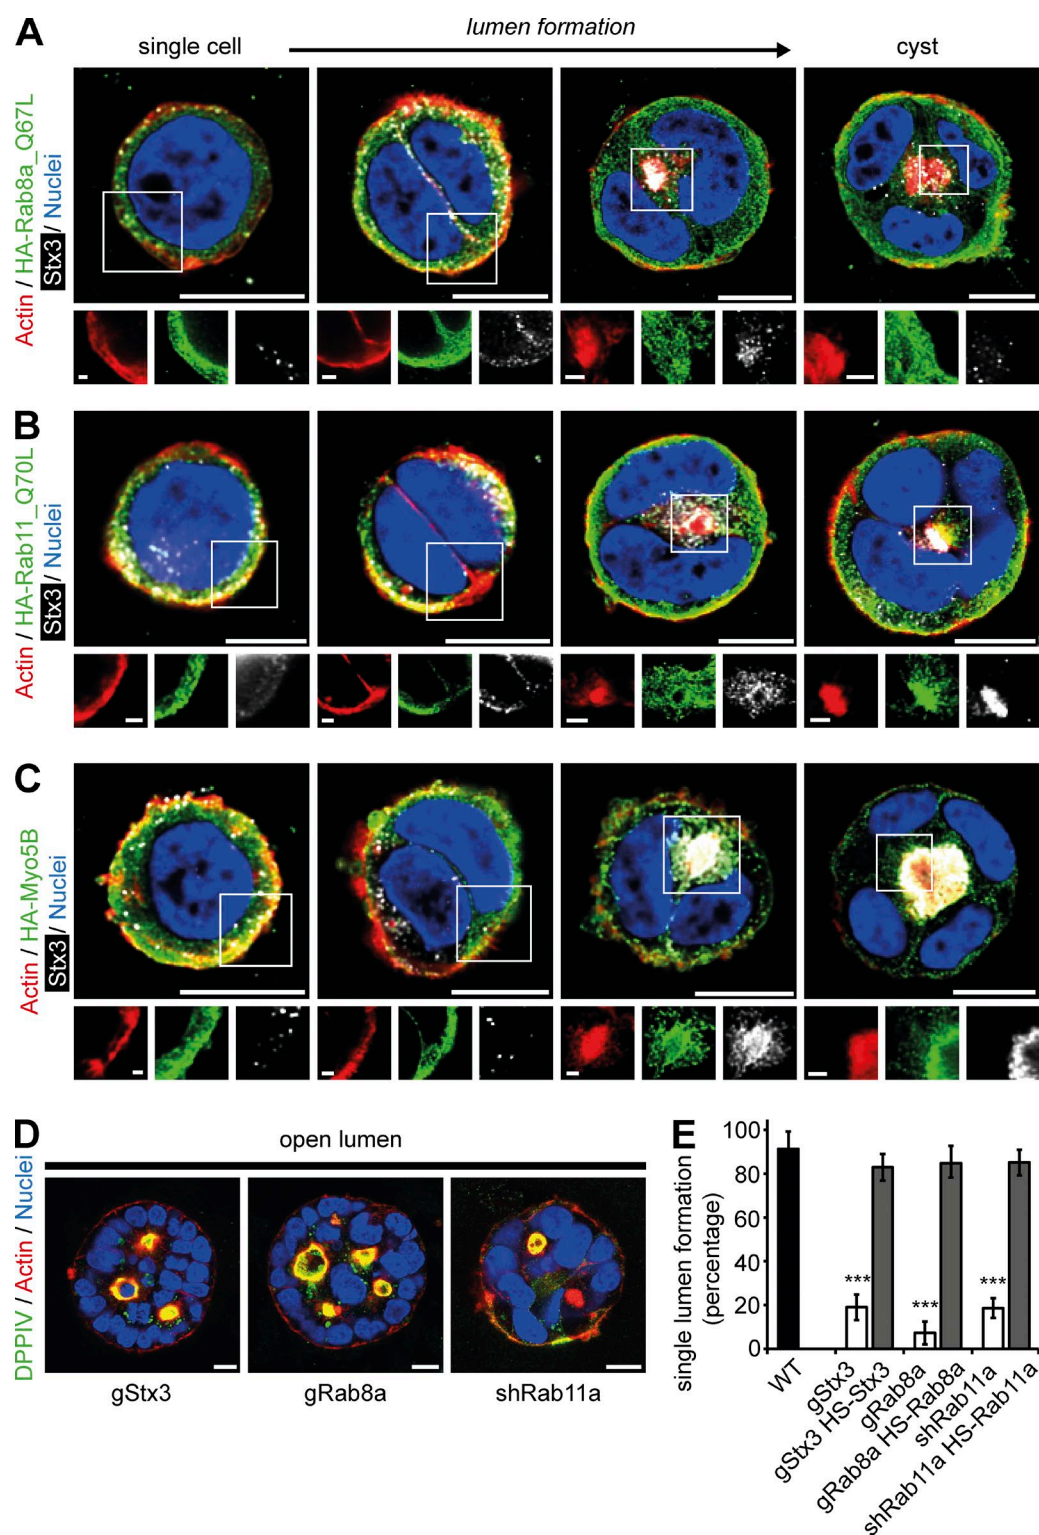 A
lumen formation
single cell
cyst
Actin / HA-Rab8a_Q67L
Stx3 / Nuclei
B
Actin / HA-Rab11_Q70L
Stx3 / Nuclei
C
Actin / HA-Myo5B
Stx3 / Nuclei
D
open lumen
DPPIV / Actin / Nuclei
gStx3
gRab8a
shRab11a
E
single lumen formation
(percentage)
100
80
60
40
20
0
***
***
***
WT
gStx3
gStx3 HS-Stx3
gRab8a
gRab8a HS-Rab8a
shRab11a
shRab11a HS-Rab11a